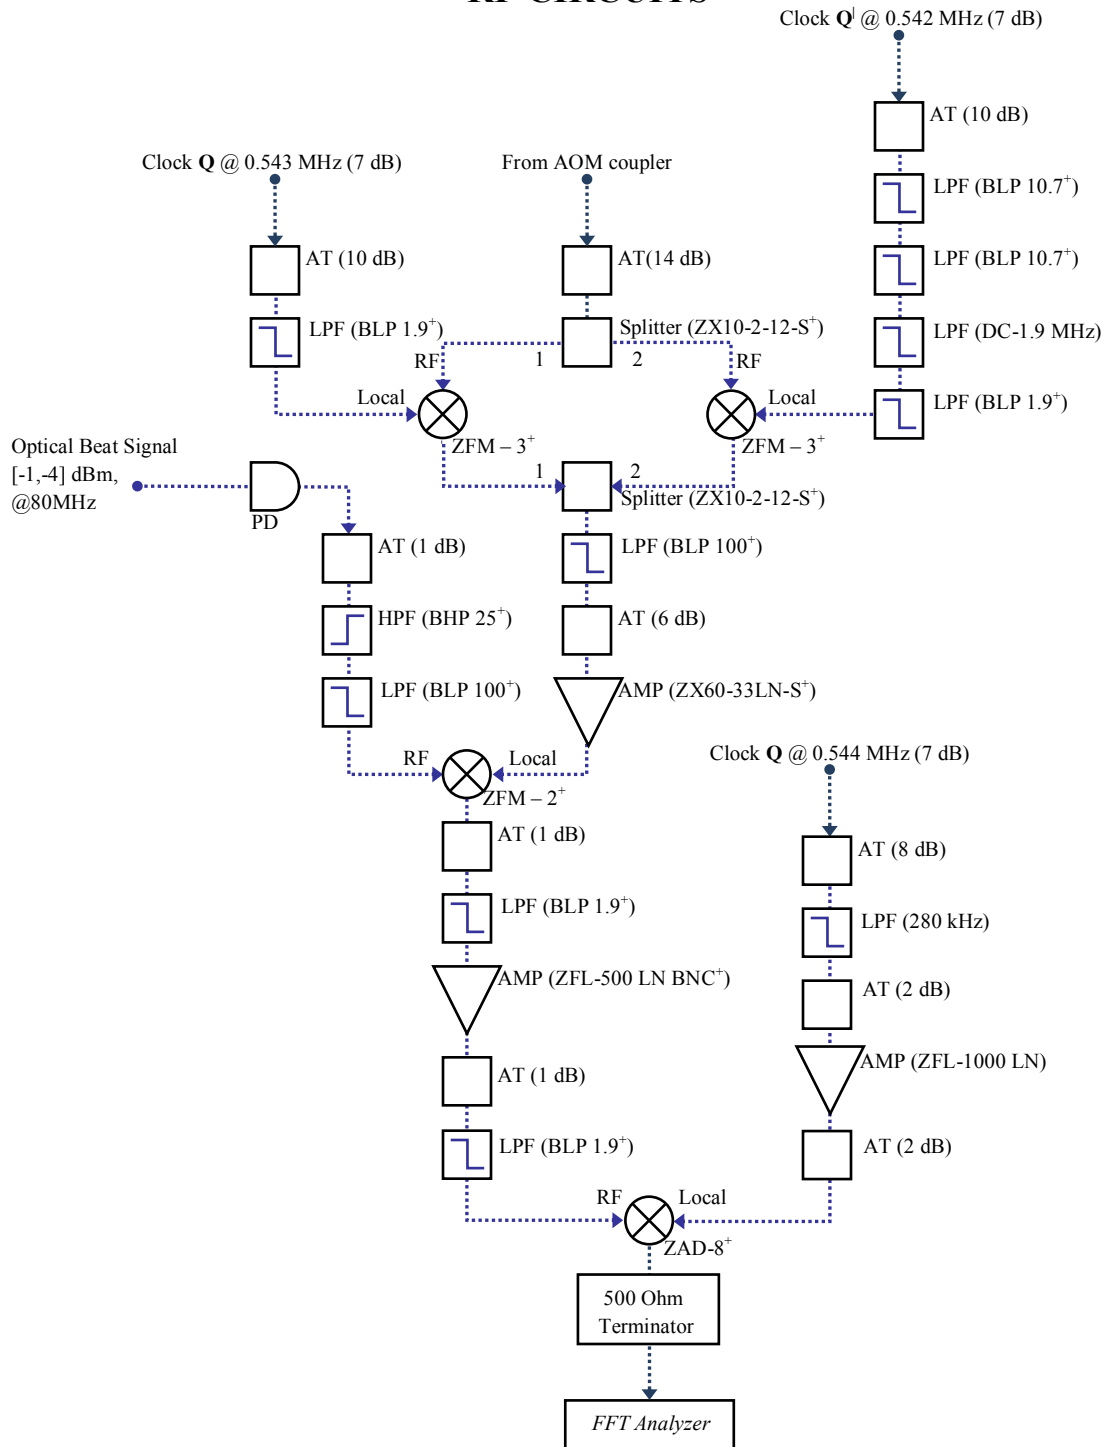 RF CIRCUITS
Clock Q| @ 0.542 MHz (7 dB)
AT (10 dB)
Clock Q @ 0.543 MHz (7 dB)
From AOM coupler
LPF (BLP 10.7+)
AT (10 dB)
AT(14 dB)
LPF (BLP 10.7+)
LPF (BLP 1.9+)
Splitter (ZX10-2-12-S+)
LPF (DC-1.9 MHz)
RF
1
2
RF
Local
Local
LPF (BLP 1.9+)
ZFM – 3+
ZFM – 3+
Optical Beat Signal
[-1,-4] dBm,
@80MHz
1
2
Splitter (ZX10-2-12-S+)
PD
AT (1 dB)
LPF (BLP 100+)
HPF (BHP 25+)
AT (6 dB)
LPF (BLP 100+)
AMP (ZX60-33LN-S+)
RF
Local
Clock Q @ 0.544 MHz (7 dB)
ZFM – 2+
AT (1 dB)
AT (8 dB)
LPF (BLP 1.9+)
LPF (280 kHz)
AMP (ZFL-500 LN BNC+)
AT (2 dB)
AMP (ZFL-1000 LN)
AT (1 dB)
LPF (BLP 1.9+)
AT (2 dB)
RF
Local
ZAD-8+
500 Ohm
Terminator
FFT Analyzer